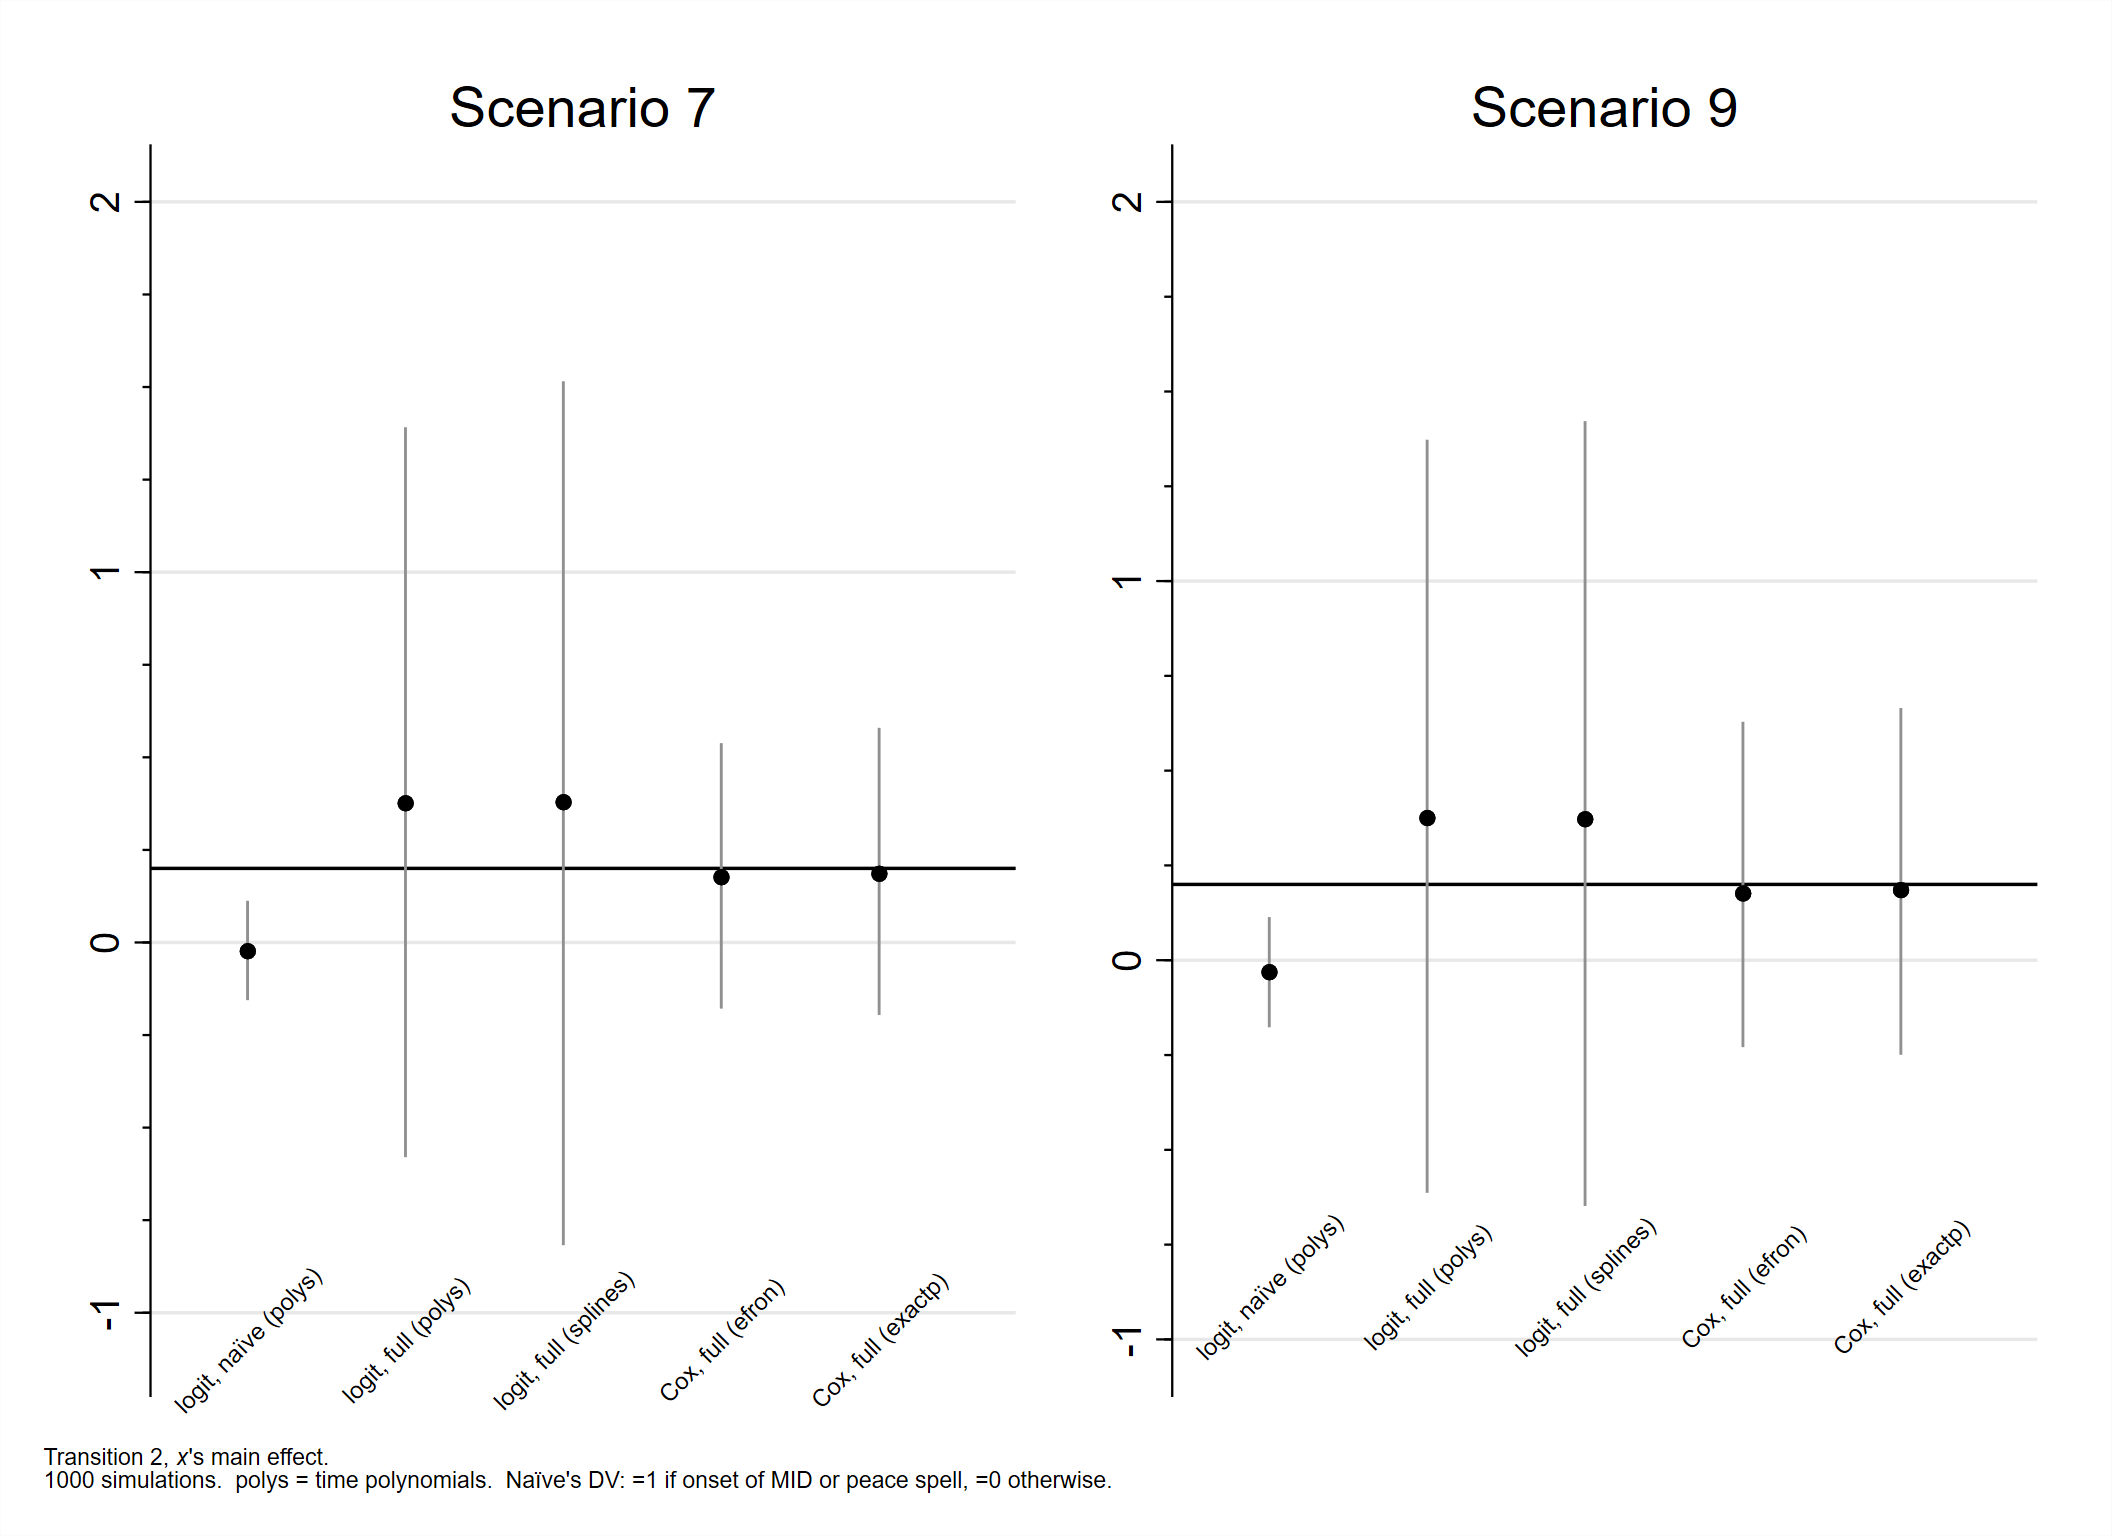 Scenario 7
2
1
0
-1
logit, naïve (polys)
logit, full (polys)
logit, full (splines)
Cox, full (efron)
Cox, full (exactp)
Scenario 9
2
1
0
-1
logit, naïve (polys)
logit, full (polys)
logit, full (splines)
Cox, full (efron)
Cox, full (exactp)
Transition 2, x's main effect.
1000 simulations.  polys = time polynomials.  Naïve's DV: =1 if onset of MID or peace spell, =0 otherwise.